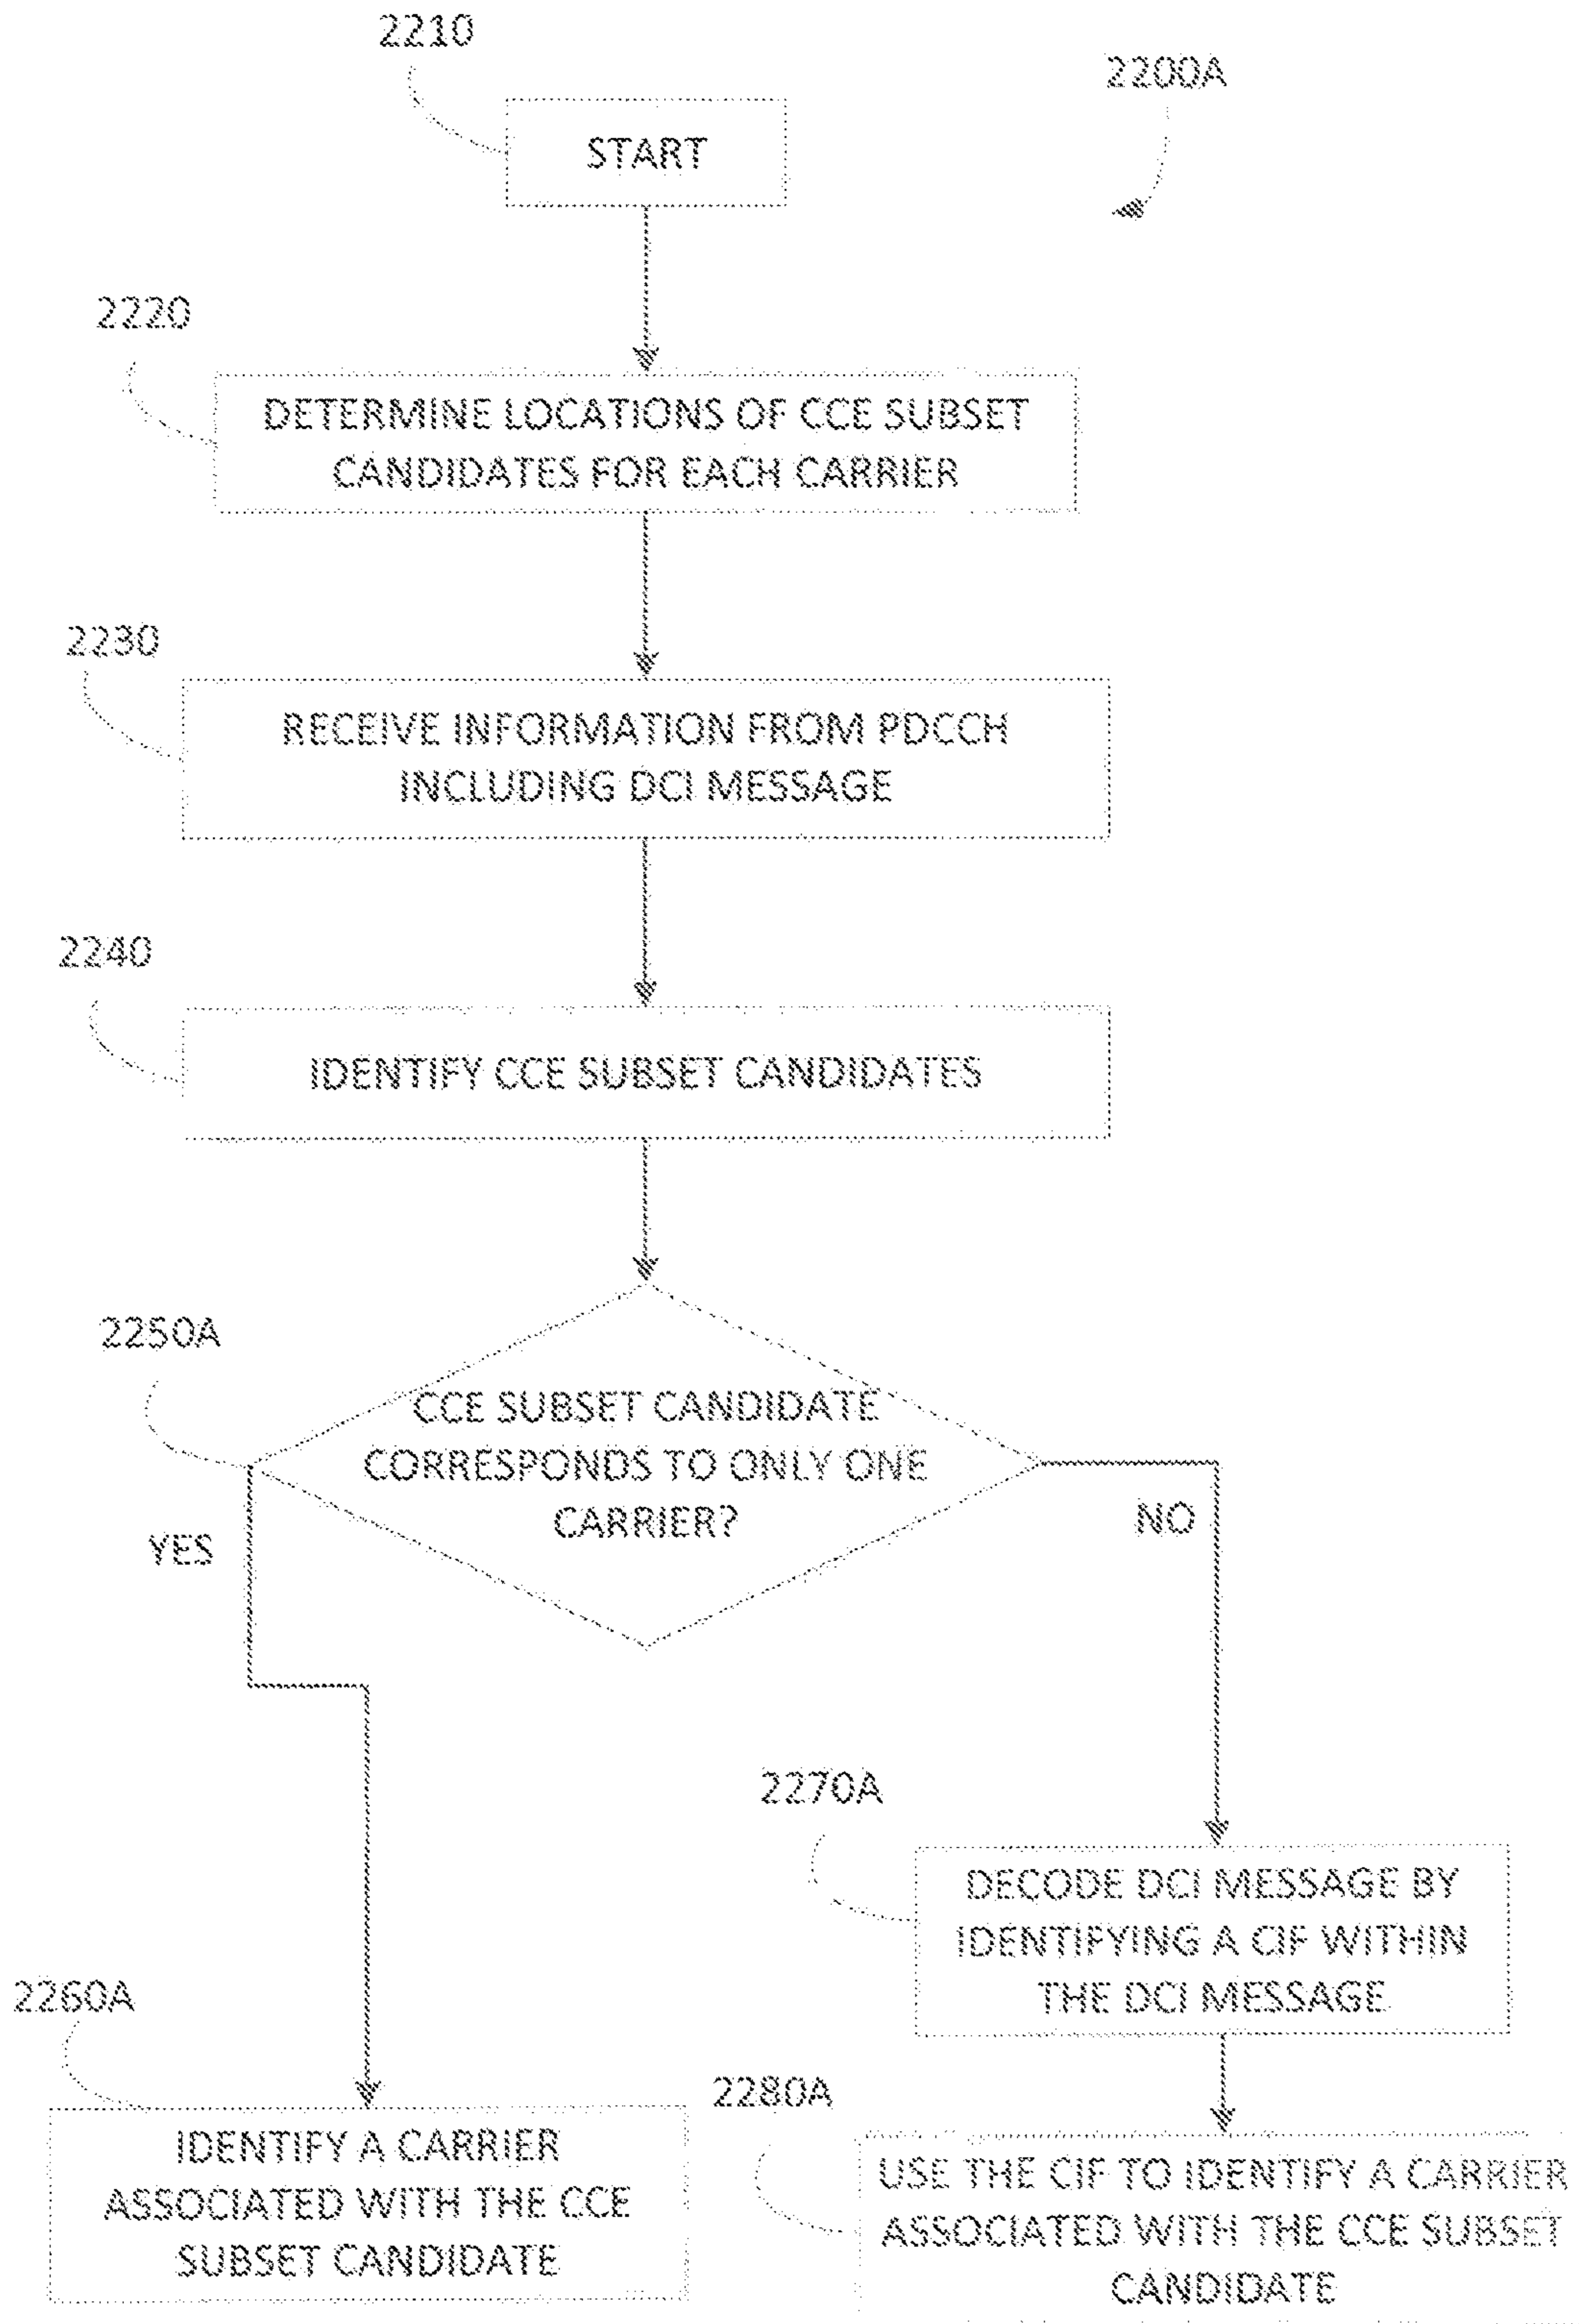 2210
2200A
START
2220
DETERMINE LOCATIONS OF CCE SUBSET
CANDIDATES FOR EACH CARRIER
2230
RECEIVE INFORMATION FROM PDCCH
INCLUDING DCI MESSAGE
2240
IDENTIFY CCE SUBSET CANDIDATES
2250A
CCE SUBSET CANDIDATE
CORRESPONDS TO ONLY ONE
CARRIER?
YES
NO
2270A
DECODE DCI MESSAGE BY
IDENTIFYING A CIF WITHIN
THE DCI MESSAGE
2260A
IDENTIFY A CARRIER
ASSOCIATED WITH THE CCE
SUBSET CANDIDATE
2280A
USE THE CIF TO IDENTIFY A CARRIER
ASSOCIATED WITH THE CCE SUBSET
CANDIDATE